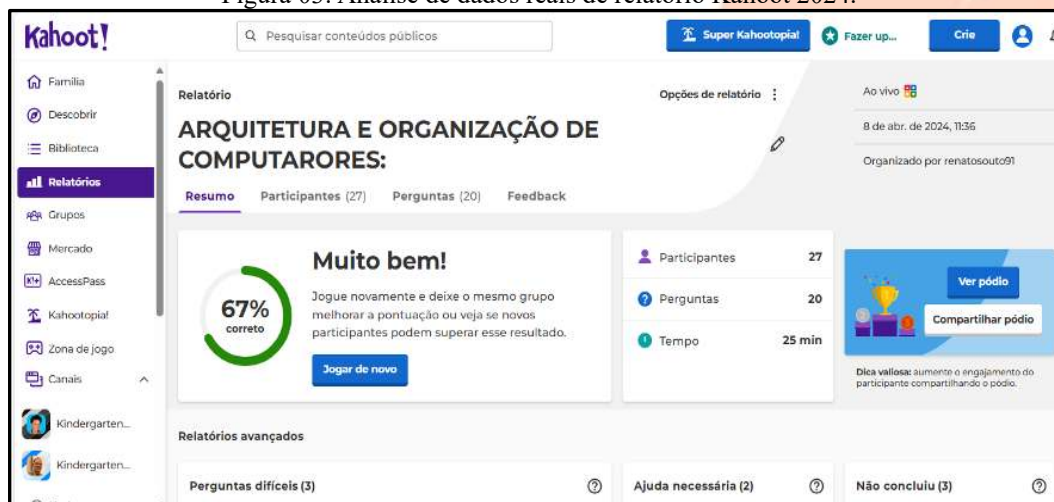 Figura 03: Análise de dados reais de relatório Kahoot 2024.
Kahoot!
Pesquisar conteúdos públicos
Super Kahootopia!
Fazer up...
Crie
Família
Descobrir
Biblioteca
Relatórios
Grupos
Mercado
AccessPass
Kahootopia!
Zona de jogo
Canais
Kindergarten...
Kindergarten...
Relatório
Opções de relatório
ARQUITETURA E ORGANIZAÇÃO DE
COMPUTARORES:
Resumo Participantes (27) Perguntas (20) Feedback
Ao vivo
8 de abr. de 2024, 11:36
Organizado por renatosouto91
67%
correto
Muito bem!
Jogue novamente e deixe o mesmo grupo
melhorar a pontuação ou veja se novos
participantes podem superar esse resultado.
Jogar de novo
Participantes 27
Perguntas 20
Tempo 25 min
Ver pódio
Compartilhar pódio
Dica valiosa: aumente o engajamento do
participante compartilhando o pódio.
Relatórios avançados
Perguntas difíceis (3)
Ajuda necessária (2)
Não concluiu (3)